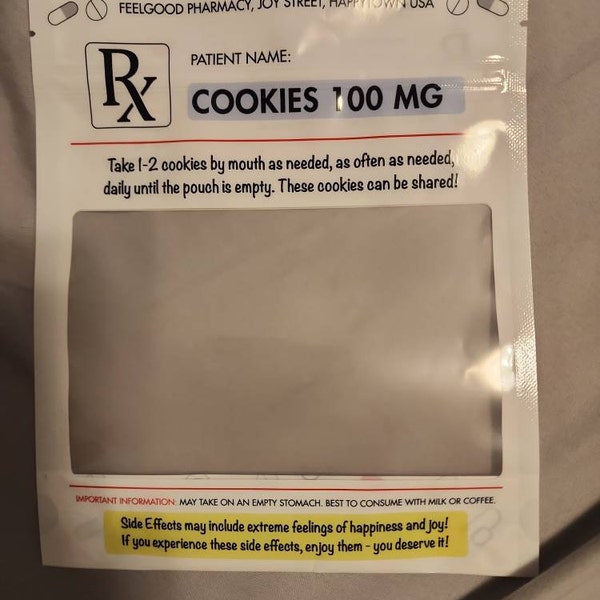 FEELGOOD PHARMACY, JOY STREET, HAPPYTOWN USA
Rx
PATIENT NAME:
COOKIES 100 MG
Take 1-2 cookies by mouth as needed, as often as needed,
daily until the pouch is empty. These cookies can be shared!
IMPORTANT INFORMATION: MAY TAKE ON AN EMPTY STOMACH. BEST TO CONSUME WITH MILK OR COFFEE.
Side Effects may include extreme feelings of happiness and joy!
If you experience these side effects, enjoy them - you deserve it!